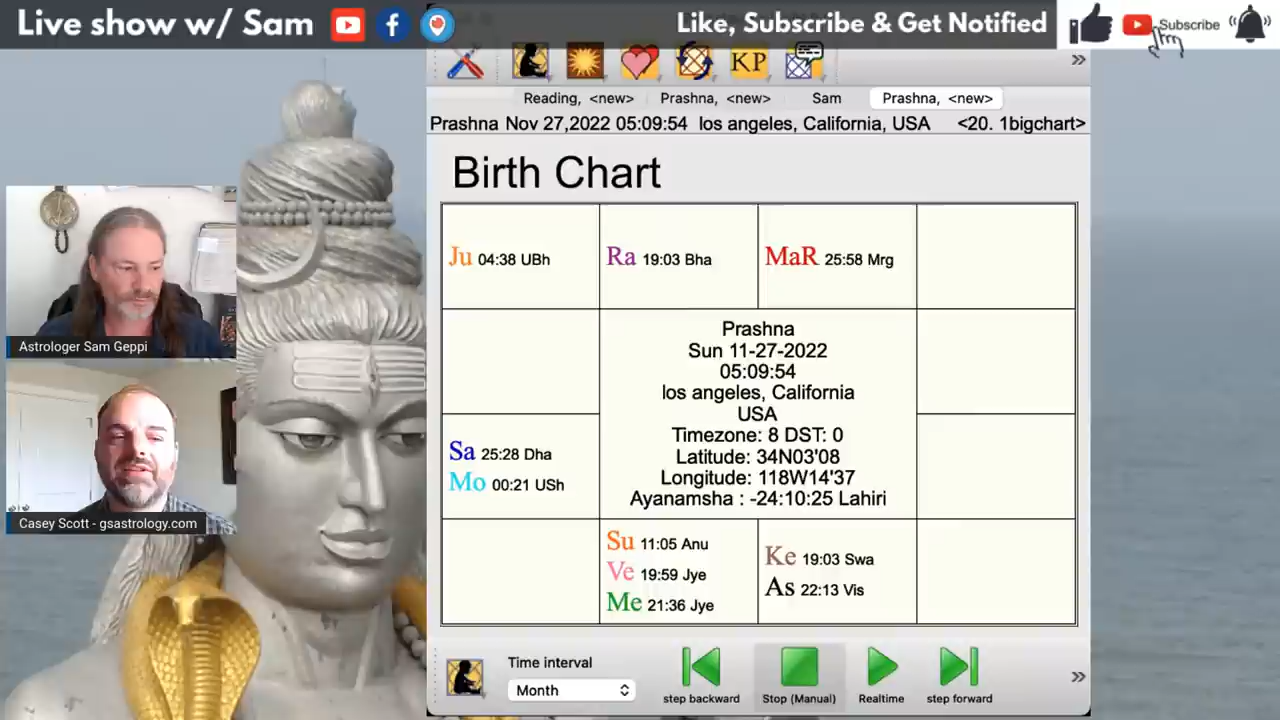 Live show w/ Sam
Like, Subscribe & Get Notified
Subscribe
KP
Reading, <new>
Prashna, <new>
Sam
Prashna, <new>
Prashna Nov 27,2022 05:09:54 los angeles, California, USA <20. 1bigchart>
Birth Chart
Ju 04:38 UBh
Ra 19:03 Bha
MaR 25:58 Mrg
Prashna
Sun 11-27-2022
05:09:54
los angeles, California
USA
Timezone: 8 DST: 0
Latitude: 34N03'08
Longitude: 118W14'37
Ayanamsha : -24:10:25 Lahiri
Sa 25:28 Dha
Mo 00:21 USh
Su 11:05 Anu
Ve 19:59 Jye
Me 21:36 Jye
Ke 19:03 Swa
As 22:13 Vis
Time interval
Month
step backward
Stop (Manual)
Realtime
step forward
Astrologer Sam Geppi
Casey Scott - gsastrology.com